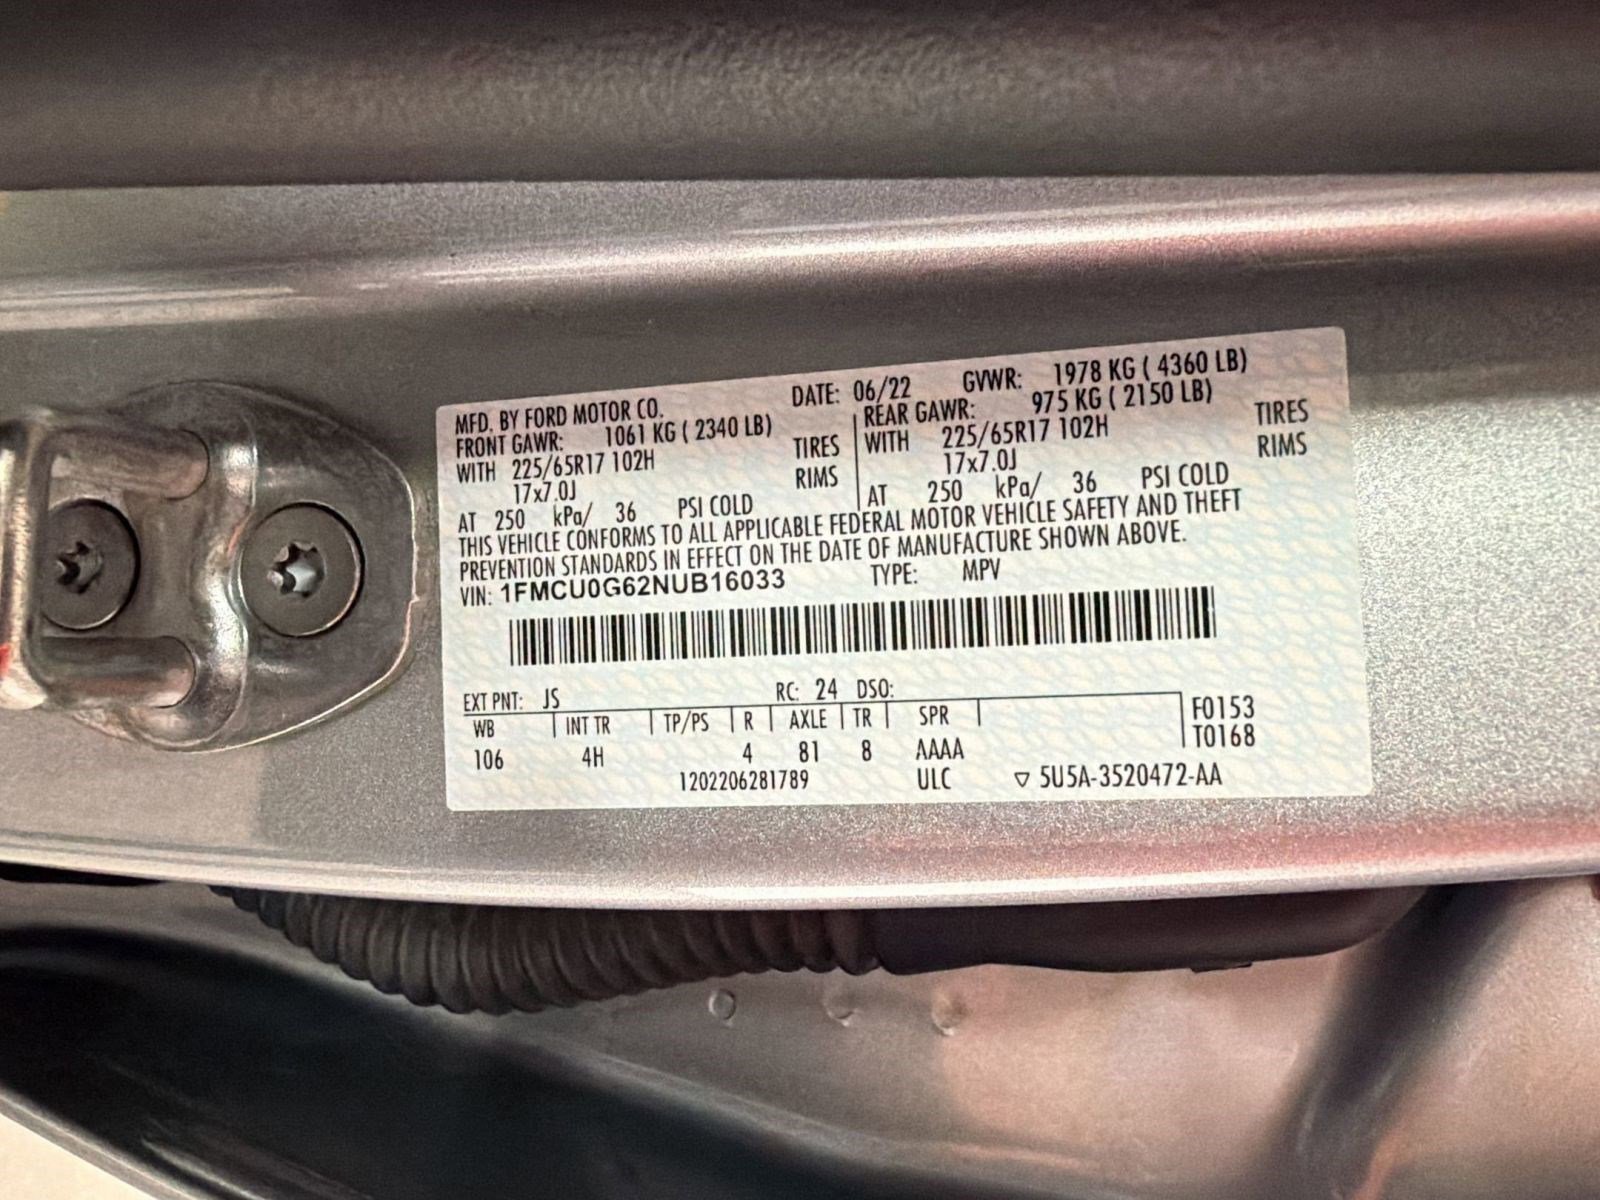 MFD. BY FORD MOTOR CO. DATE: 06/22 GVWR: 1978 KG ( 4360 LB)
FRONT GAWR: 1061 KG ( 2340 LB) REAR GAWR: 975 KG ( 2150 LB)
WITH 225/65R17 102H TIRES WITH 225/65R17 102H TIRES
17x7.0J RIMS 17x7.0J RIMS
AT 250 kPa/ 36 PSI COLD AT 250 kPa/ 36 PSI COLD
THIS VEHICLE CONFORMS TO ALL APPLICABLE FEDERAL MOTOR VEHICLE SAFETY AND THEFT
PREVENTION STANDARDS IN EFFECT ON THE DATE OF MANUFACTURE SHOWN ABOVE.
VIN: 1FMCU0G62NUB16033 TYPE: MPV
EXT PNT: JS RC: 24 DSO:
WB INT TR TP/PS R AXLE TR SPR F0153
106 4H 4 81 8 AAAA T0168
1202206281789 ULC ▽ 5U5A-3520472-AA